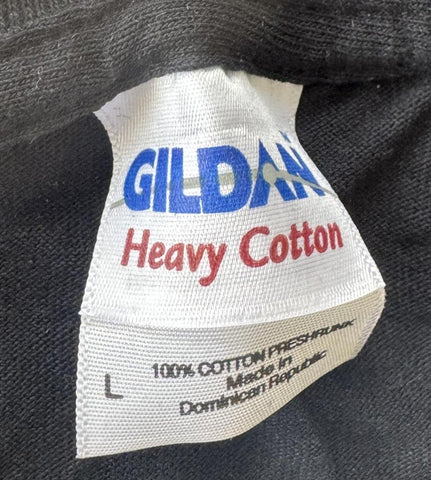 GILDAN
Heavy Cotton
L
100% COTTON PRESHRUNK
Made in
Dominican Republic